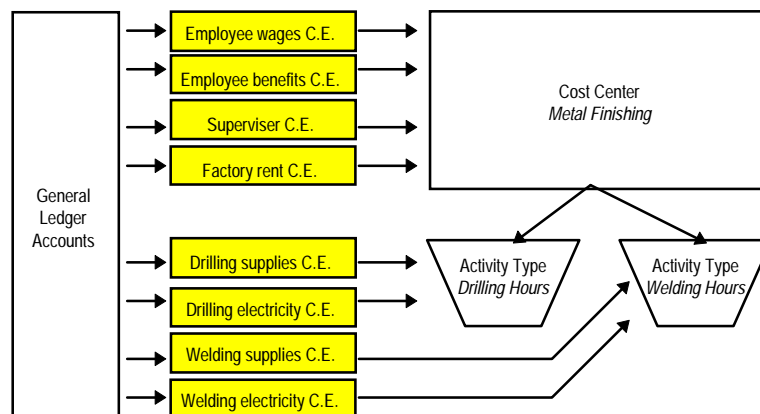 Employee wages C.E.
Employee benefits C.E.
Superviser C.E.
Factory rent C.E.
Cost Center
Metal Finishing
General
Ledger
Accounts
Drilling supplies C.E.
Drilling electricity C.E.
Welding supplies C.E.
Welding electricity C.E.
Activity Type
Drilling Hours
Activity Type
Welding Hours